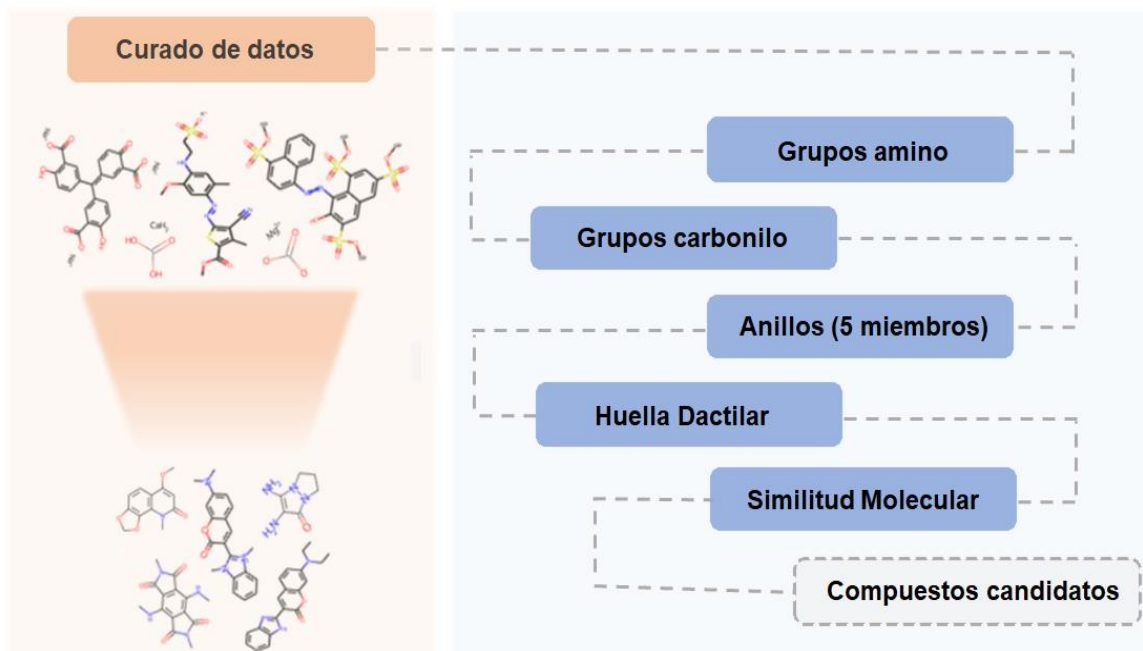 Curado de datos
Grupos amino
Grupos carbonilo
Anillos (5 miembros)
Huella Dactilar
Similitud Molecular
Compuestos candidatos